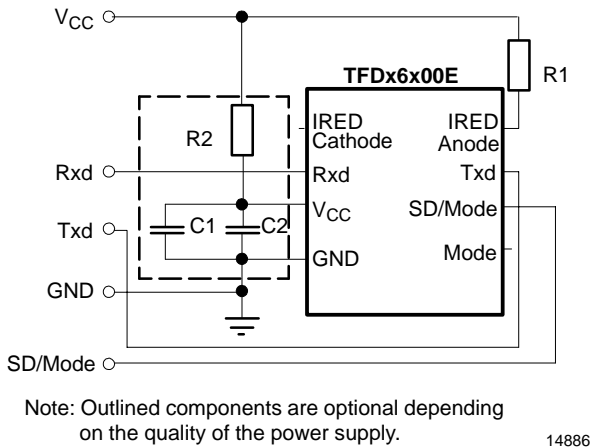 VCC
TFDx6x00E
R1
IRED
Cathode
IRED
Anode
R2
Rxd
Rxd
Txd
VCC
SD/Mode
Txd
C1
C2
GND
Mode
GND
SD/Mode
Note: Outlined components are optional depending
on the quality of the power supply.
14886